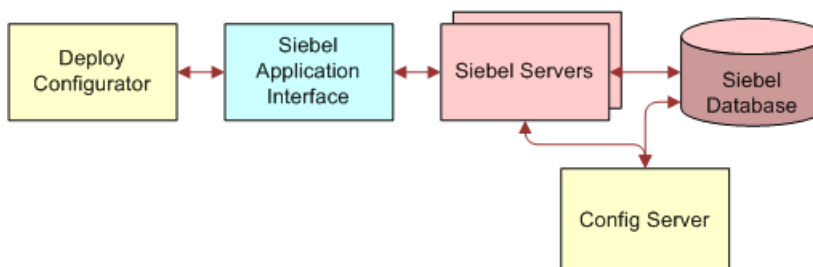 Deploy
Configurator
Siebel
Application
Interface
Siebel Servers
Siebel
Database
Config Server